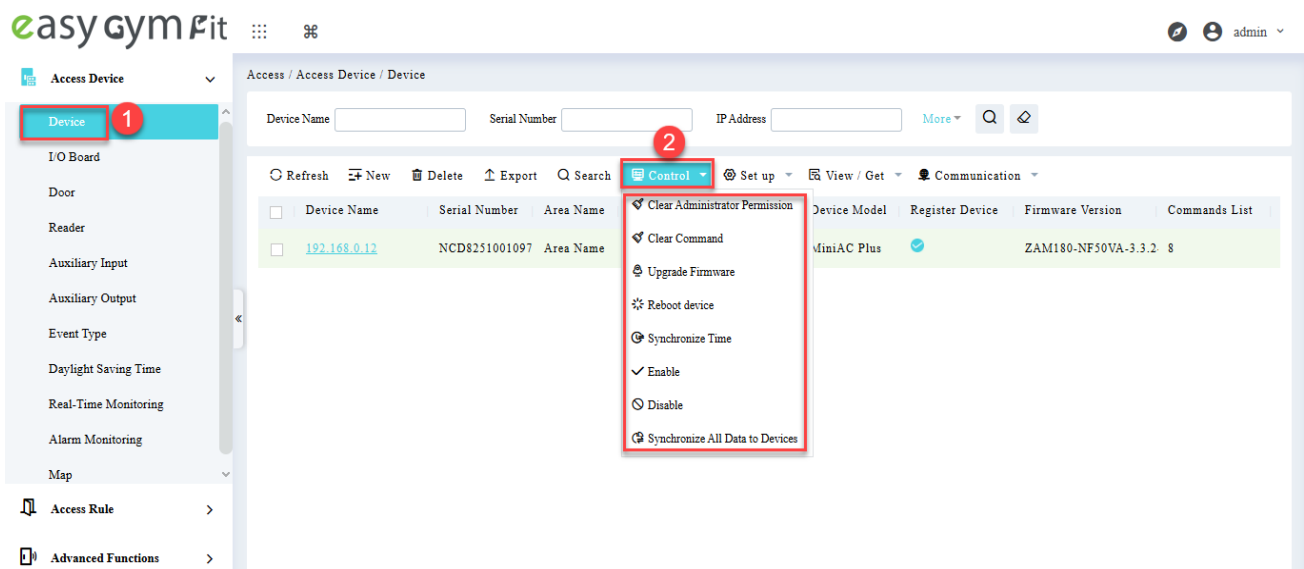 easy Gym Fit
admin
Access Device
Access / Access Device / Device
Device
1
Device Name
Serial Number
IP Address
More
2
I/O Board
Refresh
New
Delete
Export
Search
Control
Set up
View / Get
Communication
Door
Device Name
Serial Number
Area Name
Clear Administrator Permission
Device Model
Register Device
Firmware Version
Commands List
Reader
192.168.0.12
NCD8251001097
Area Name
Clear Command
MiniAC Plus
ZAM180-NF50VA-3.3.2-
8
Auxiliary Input
Upgrade Firmware
Auxiliary Output
Reboot device
Event Type
Synchronize Time
Daylight Saving Time
Enable
Real-Time Monitoring
Disable
Alarm Monitoring
Synchronize All Data to Devices
Map
Access Rule
Advanced Functions